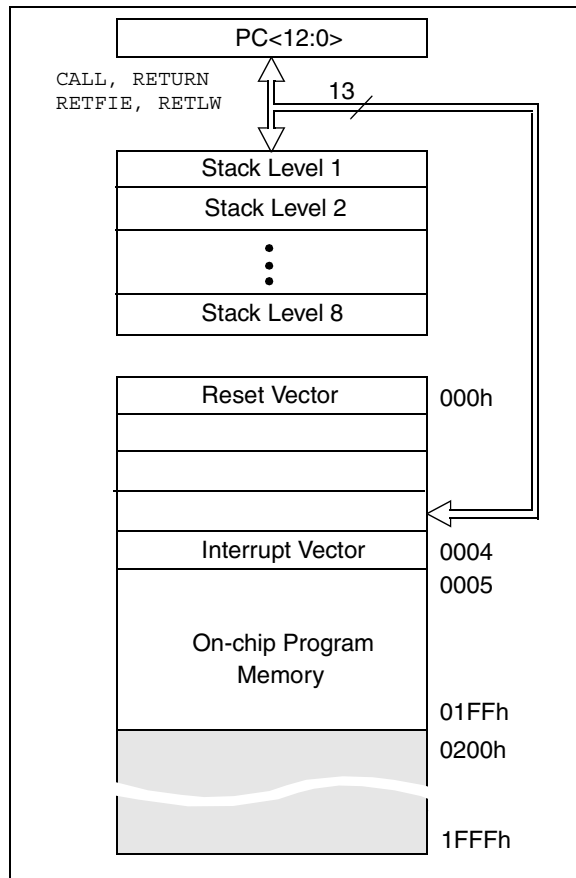 PC<12:0>
CALL, RETURN
RETFIE, RETLW
13
Stack Level 1
Stack Level 2
Stack Level 8
Reset Vector
000h
Interrupt Vector
0004
0005
On-chip Program
Memory
01FFh
0200h
1FFFh